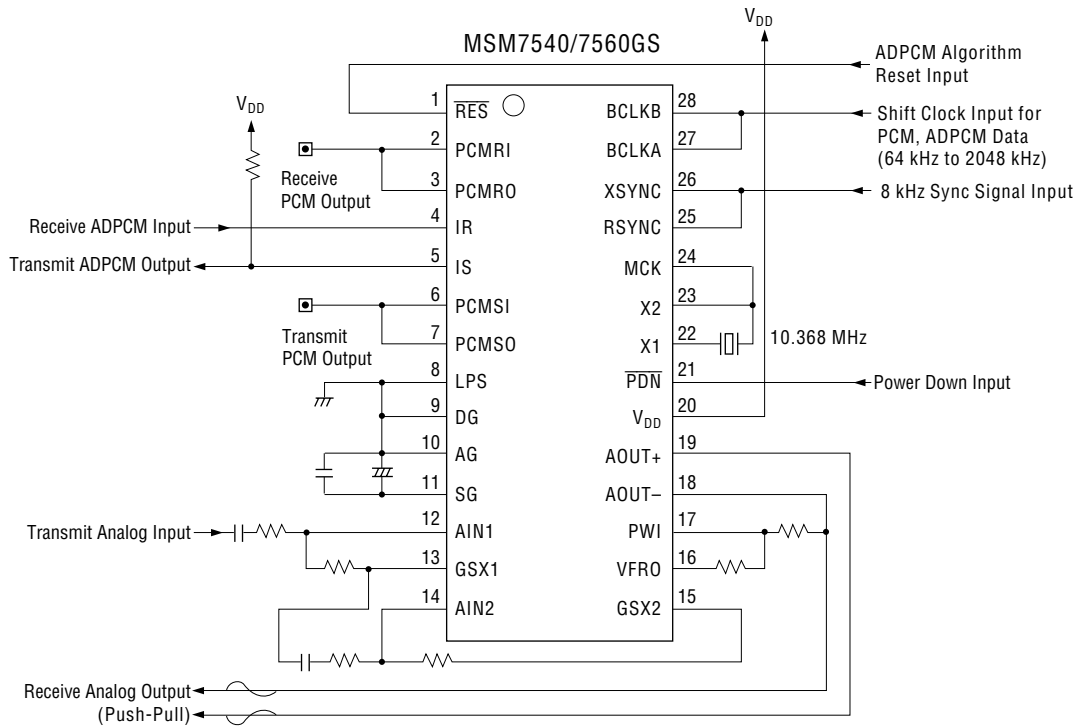 V_DD
MSM7540/7560GS
ADPCM Algorithm
Reset Input
V_DD
1 RES
BCLKB 28
Shift Clock Input for
PCM, ADPCM Data
(64 kHz to 2048 kHz)
2 PCMRI
BCLKA 27
Receive
PCM Output
3 PCMRO
XSYNC 26
8 kHz Sync Signal Input
Receive ADPCM Input
4 IR
RSYNC 25
Transmit ADPCM Output
5 IS
MCK 24
6 PCMSI
X2 23
Transmit
PCM Output
7 PCMSO
X1 22
10.368 MHz
8 LPS
PDN 21
Power Down Input
9 DG
V_DD 20
10 AG
AOUT+ 19
11 SG
AOUT– 18
Transmit Analog Input
12 AIN1
PWI 17
13 GSX1
VFRO 16
14 AIN2
GSX2 15
Receive Analog Output
(Push-Pull)